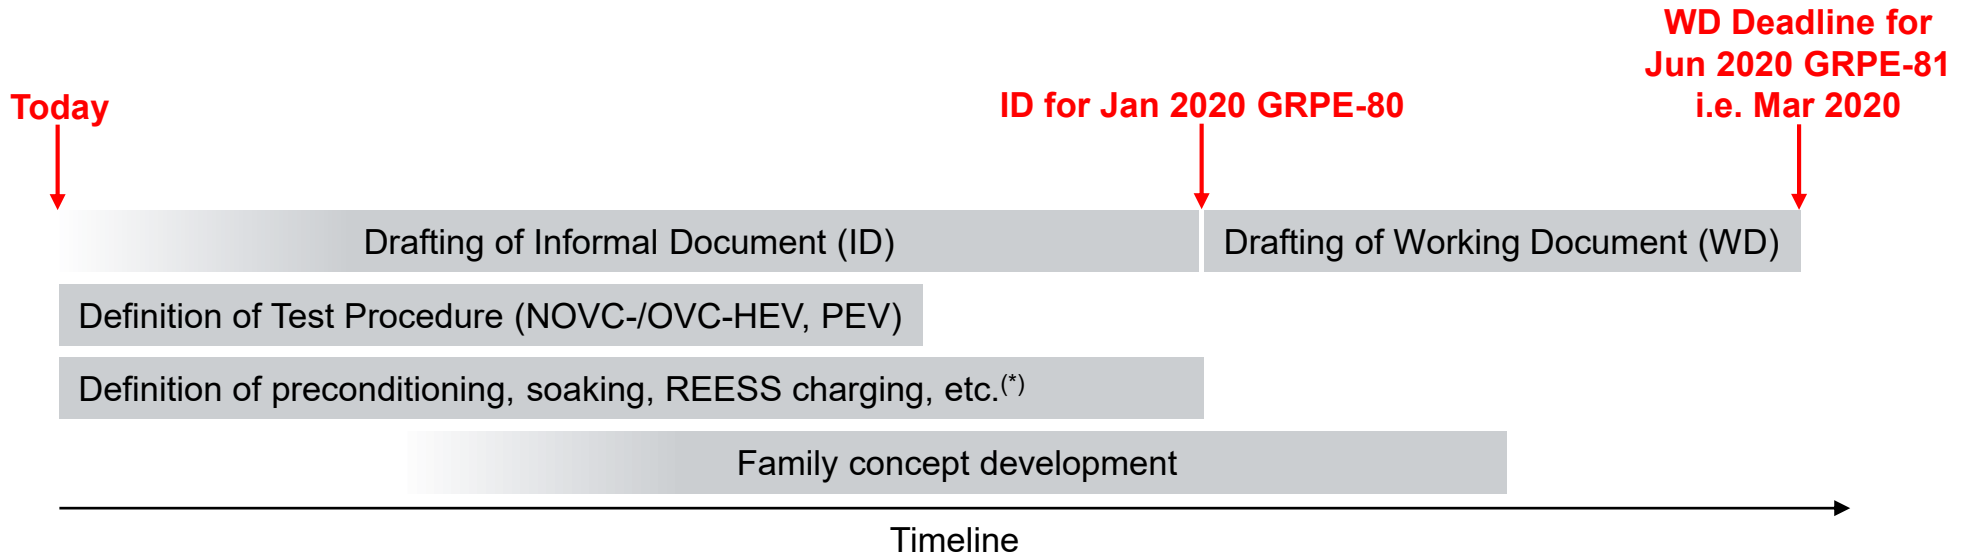 WD Deadline for
Jun 2020 GRPE-81
i.e. Mar 2020
Today
ID for Jan 2020 GRPE-80
Drafting of Informal Document (ID)
Drafting of Working Document (WD)
Definition of Test Procedure (NOVC-/OVC-HEV, PEV)
Definition of preconditioning, soaking, REESS charging, etc.(*)
Family concept development
Timeline